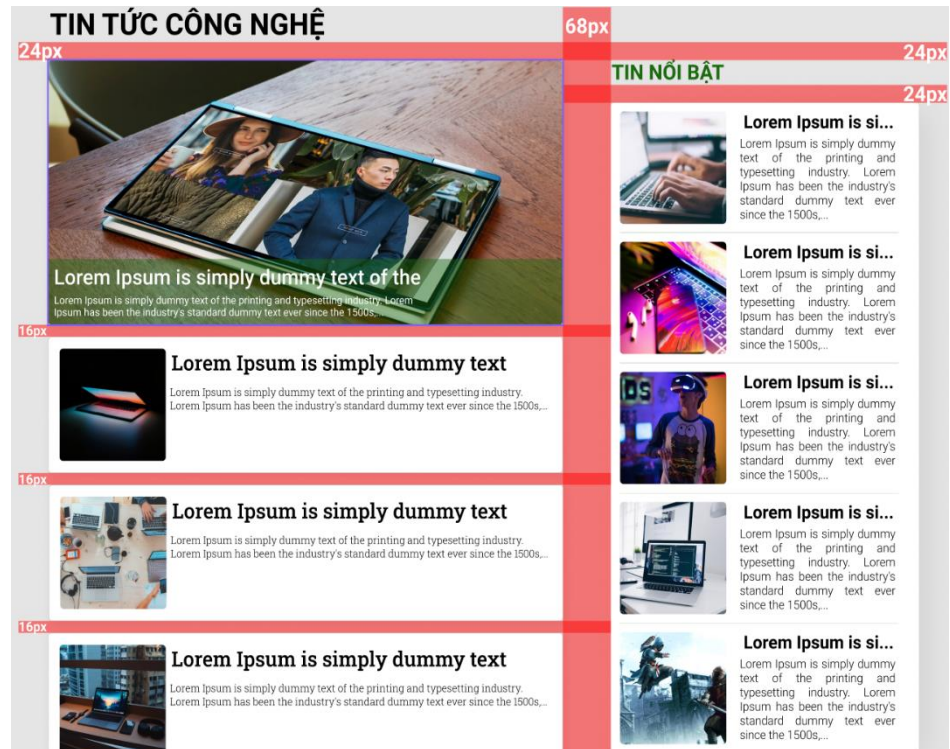 TIN TỨC CÔNG NGHỆ
68px
24px
24px
TIN NỔI BẬT
24px
Lorem Ipsum is simply dummy text of the
Lorem Ipsum is simply dummy text of the printing and typesetting industry. Lorem
Ipsum has been the industry's standard dummy text ever since the 1500s,...
16px
Lorem Ipsum is simply dummy text
Lorem Ipsum is simply dummy text of the printing and typesetting industry.
Lorem Ipsum has been the industry's standard dummy text ever since the 1500s,...
16px
Lorem Ipsum is simply dummy text
Lorem Ipsum is simply dummy text of the printing and typesetting industry.
Lorem Ipsum has been the industry's standard dummy text ever since the 1500s,...
16px
Lorem Ipsum is simply dummy text
Lorem Ipsum is simply dummy text of the printing and typesetting industry.
Lorem Ipsum has been the industry's standard dummy text ever since the 1500s,...
Lorem Ipsum is si...
Lorem Ipsum is simply dummy
text of the printing and
typesetting industry. Lorem
Ipsum has been the industry's
standard dummy text ever
since the 1500s,...
Lorem Ipsum is si...
Lorem Ipsum is simply dummy
text of the printing and
typesetting industry. Lorem
Ipsum has been the industry's
standard dummy text ever
since the 1500s,...
Lorem Ipsum is si...
Lorem Ipsum is simply dummy
text of the printing and
typesetting industry. Lorem
Ipsum has been the industry's
standard dummy text ever
since the 1500s,...
Lorem Ipsum is si...
Lorem Ipsum is simply dummy
text of the printing and
typesetting industry. Lorem
Ipsum has been the industry's
standard dummy text ever
since the 1500s,...
Lorem Ipsum is si...
Lorem Ipsum is simply dummy
text of the printing and
typesetting industry. Lorem
Ipsum has been the industry's
standard dummy text ever
since the 1500s,...